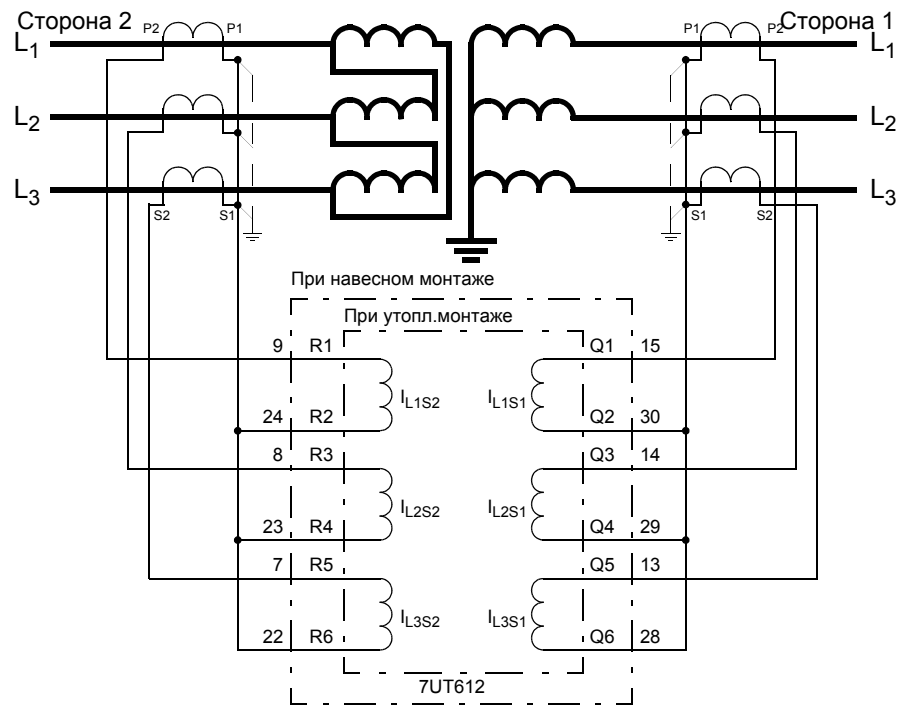 Сторона 2 P2 P1 P1 P2 Сторона 1
L1 L1
L2 L2
L3 L3
S2 S1 S1 S2
При навесном монтаже
При утопл.монтаже
9 R1 Q1 15
IL1S2 IL1S1
24 R2 Q2 30
8 R3 Q3 14
IL2S2 IL2S1
23 R4 Q4 29
7 R5 Q5 13
IL3S2 IL3S1
22 R6 Q6 28
7UT612